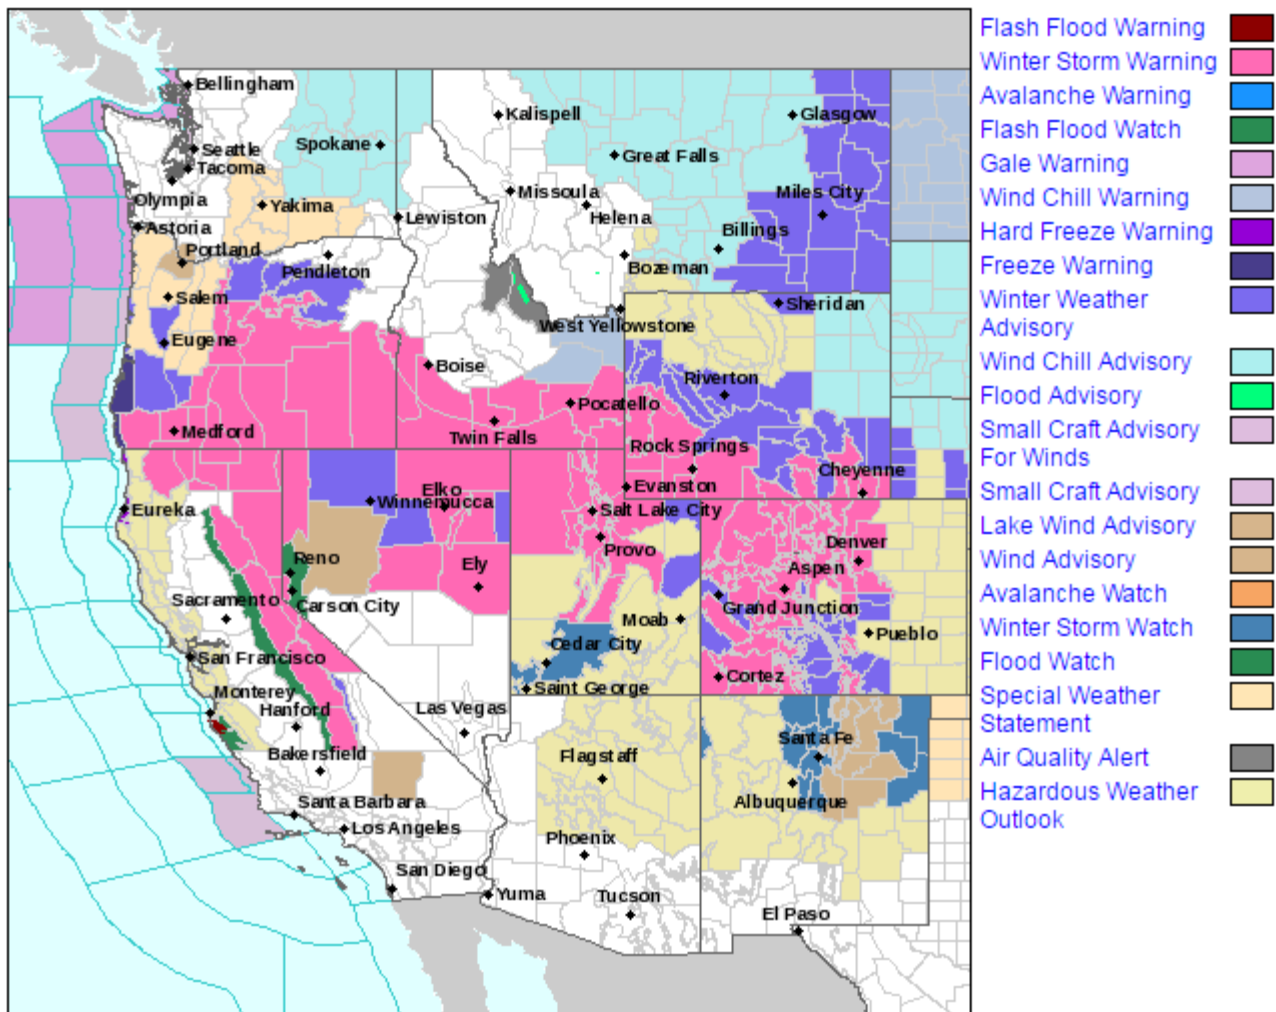 Bellingham
Kalispell
Glasgow
Spokane
Seattle
Great Falls
Tacoma
Missoula
Miles City
Olympia
Yakima
Helena
Lewiston
Astoria
Billings
Portland
Pendleton
Bozeman
Salem
Sheridan
West Yellowstone
Eugene
Boise
Riverton
Pocatello
Medford
Twin Falls
Rock Springs
Cheyenne
Elko
Evanston
Winnemucca
Eureka
Salt Lake City
Denver
Provo
Reno
Ely
Aspen
Sacramento
Carson City
Grand Junction
Moab
Pueblo
Cedar City
San Francisco
Cortez
Saint George
Monterey
Hanford
Las Vegas
Santa Fe
Bakersfield
Flagstaff
Santa Barbara
Albuquerque
Los Angeles
Phoenix
San Diego
Yuma
Tucson
El Paso
Flash Flood Warning
Winter Storm Warning
Avalanche Warning
Flash Flood Watch
Gale Warning
Wind Chill Warning
Hard Freeze Warning
Freeze Warning
Winter Weather
Advisory
Wind Chill Advisory
Flood Advisory
Small Craft Advisory
For Winds
Small Craft Advisory
Lake Wind Advisory
Wind Advisory
Avalanche Watch
Winter Storm Watch
Flood Watch
Special Weather
Statement
Air Quality Alert
Hazardous Weather
Outlook